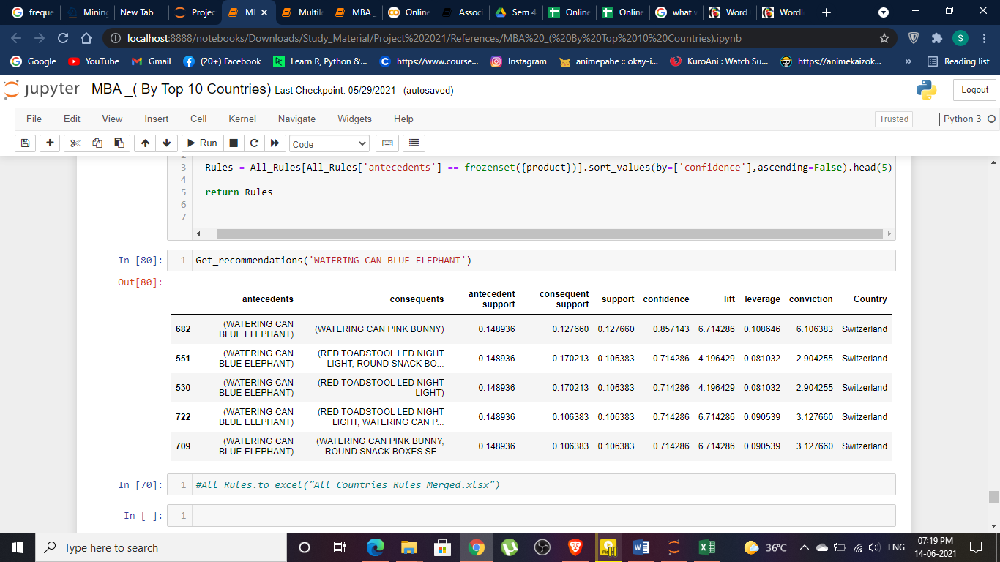 freque
Mining
New Tab
Projec
MB
Multile
MBA_
Online
Associ
Sem 4
Online
Online
what v
Word
Wordl
localhost:8888/notebooks/Downloads/Study_Material/Project%202021/References/MBA%20_(%20By%20Top%2010%20Countries).ipynb
S
Google
YouTube
Gmail
(20+) Facebook
Learn R, Python &...
https://www.course...
Instagram
animepahe :: okay-i...
KuroAni : Watch Su...
https://animekaizok...
»
Reading list
jupyter MBA _( By Top 10 Countries) Last Checkpoint: 05/29/2021 (autosaved)
Logout
File Edit View Insert Cell Kernel Navigate Widgets Help
Trusted
Python 3
Run
Code
2
3 Rules = All_Rules[All_Rules['antecedents'] == frozenset({product})].sort_values(by=['confidence'],ascending=False).head(5)
4
5 return Rules
6
7
In [80]: 1 Get_recommendations('WATERING CAN BLUE ELEPHANT')
Out[80]:
antecedents consequents antecedent support consequent support support confidence lift leverage conviction Country
682 (WATERING CAN BLUE ELEPHANT) (WATERING CAN PINK BUNNY) 0.148936 0.127660 0.127660 0.857143 6.714286 0.108646 6.106383 Switzerland
551 (WATERING CAN BLUE ELEPHANT) (RED TOADSTOOL LED NIGHT LIGHT, ROUND SNACK BO... 0.148936 0.170213 0.106383 0.714286 4.196429 0.081032 2.904255 Switzerland
530 (WATERING CAN BLUE ELEPHANT) (RED TOADSTOOL LED NIGHT LIGHT) 0.148936 0.170213 0.106383 0.714286 4.196429 0.081032 2.904255 Switzerland
722 (WATERING CAN BLUE ELEPHANT) (RED TOADSTOOL LED NIGHT LIGHT, WATERING CAN P... 0.148936 0.106383 0.106383 0.714286 6.714286 0.090539 3.127660 Switzerland
709 (WATERING CAN BLUE ELEPHANT) (WATERING CAN PINK BUNNY, ROUND SNACK BOXES SE... 0.148936 0.106383 0.106383 0.714286 6.714286 0.090539 3.127660 Switzerland
In [70]: 1 #All_Rules.to_excel("All Countries Rules Merged.xlsx")
In [ ]: 1
Type here to search
36°C
ENG
07:19 PM
14-06-2021